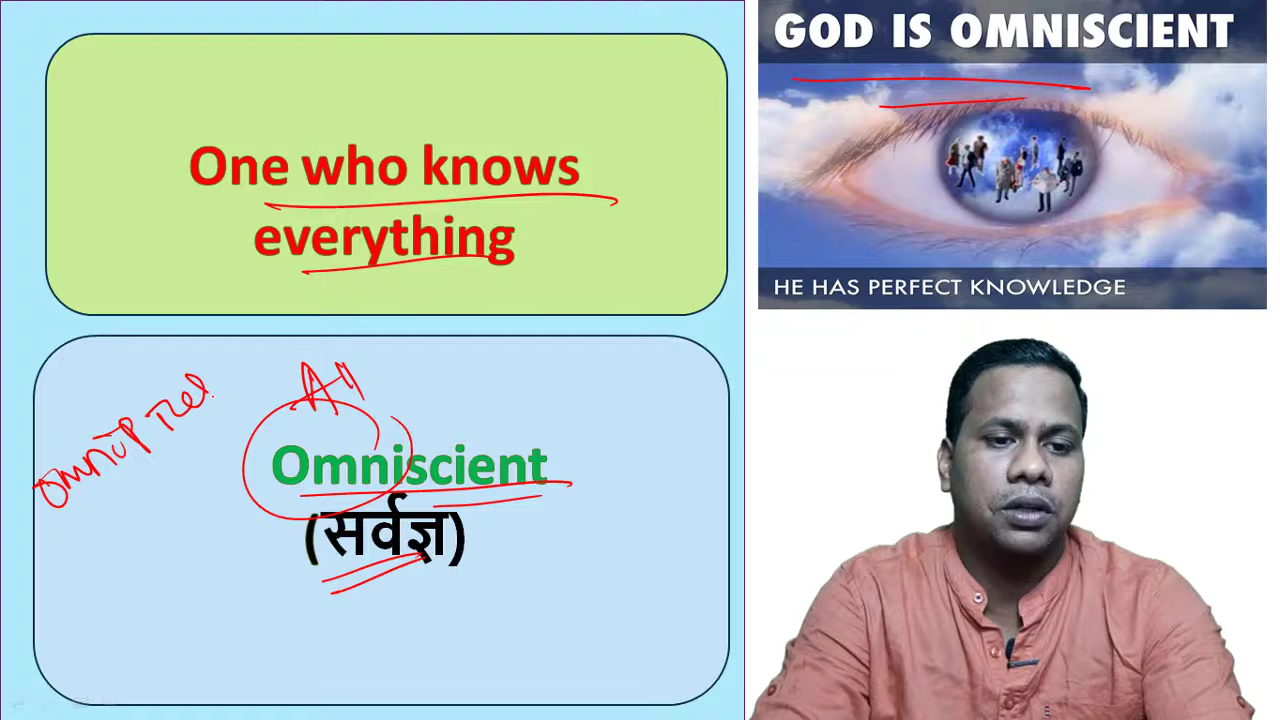 One who knows
everything
Omniscient
(सर्वज्ञ)
GOD IS OMNISCIENT
HE HAS PERFECT KNOWLEDGE